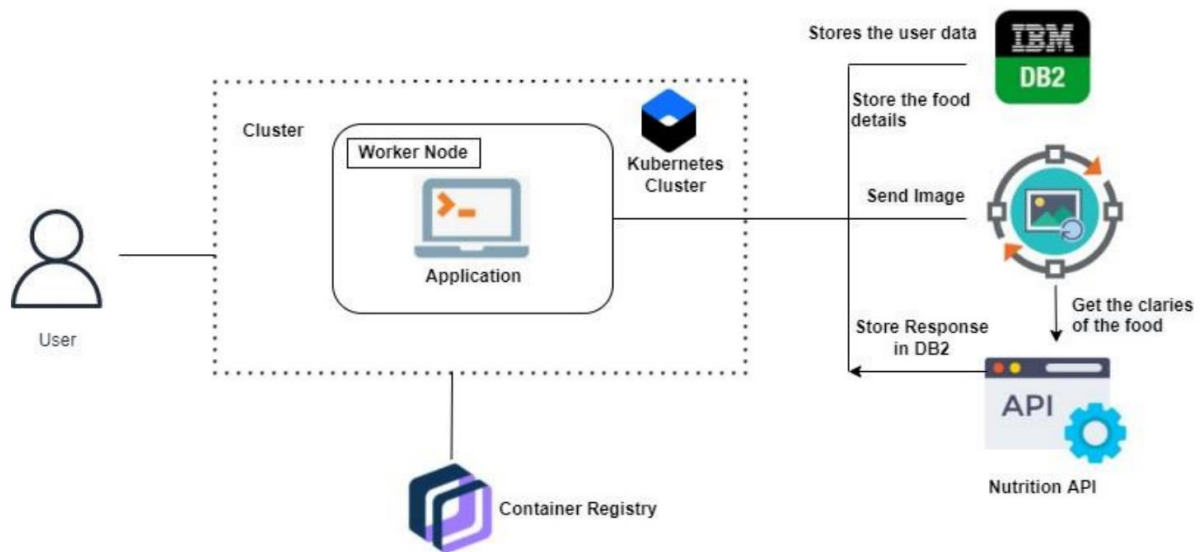 Stores the user data
IBM
DB2
Store the food
details
Cluster
Worker Node
Kubernetes
Cluster
Send Image
Application
Get the claries
of the food
Store Response
in DB2
User
API
Nutrition API
Container Registry